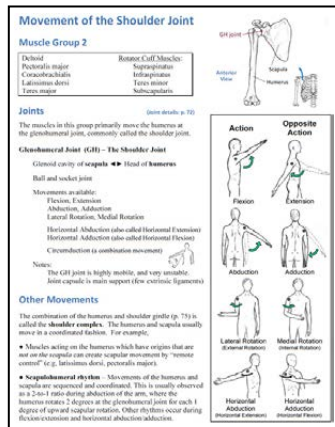 Movement of the Shoulder Joint
Muscle Group 2
Deltoid
Pectoralis major
Coracobrachialis
Latissimus dorsi
Teres major
Rotator Cuff Muscles:
Supraspinatus
Infraspinatus
Teres minor
Subscapularis
GH joint
Scapula
Humerus
Anterior
View
Joints
(Joint details: p. 72)
The muscles in this group primarily move the humerus at
the glenohumeral joint, commonly called the shoulder joint.
Glenohumeral Joint (GH) – The Shoulder Joint
Glenoid cavity of scapula ◄► Head of humerus
Ball and socket joint
Movements available:
Flexion, Extension
Abduction, Adduction
Lateral Rotation, Medial Rotation
Horizontal Abduction (also called Horizontal Extension)
Horizontal Adduction (also called Horizontal Flexion)
Circumduction (a combination movement)
Notes:
The GH joint is highly mobile, and very unstable.
Joint capsule is main support (few extrinsic ligaments)
Other Movements
The combination of the humerus and shoulder girdle (p. 75) is
called the shoulder complex. The humerus and scapula usually
move in a coordinated fashion. For example,
● Muscles acting on the humerus which have origins that are
not on the scapula can create scapular movement by "remote
control" (e.g. latissimus dorsi, pectoralis major).
● Scapulohumeral rhythm – Movements of the humerus and
scapula are sequenced and coordinated. This is usually observed
as a 2-to-1 ratio during abduction of the arm, where the
humerus rotates 2 degrees at the glenohumeral joint for each 1
degree of upward scapular rotation. Other rhythms occur during
flexion/extension and horizontal abduction/adduction.
Action
Opposite
Action
Flexion
Extension
Abduction
Adduction
Lateral Rotation
(External Rotation)
Medial Rotation
(Internal Rotation)
Horizontal
Abduction
(Horizontal Extension)
Horizontal
Adduction
(Horizontal Flexion)